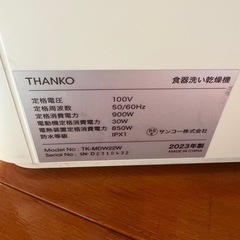 THANKO 食器洗い乾燥機
定格電圧 100V
定格周波数 50/60Hz
定格消費電力 900W
電動機定格消費電力 30W
電熱装置定格消費電力 850W
防水等級 IPX1
サンコー株式会社
Model No: TK-MDW22W 2023年製
Serial No: SN-D2310432 MADE IN CHINA